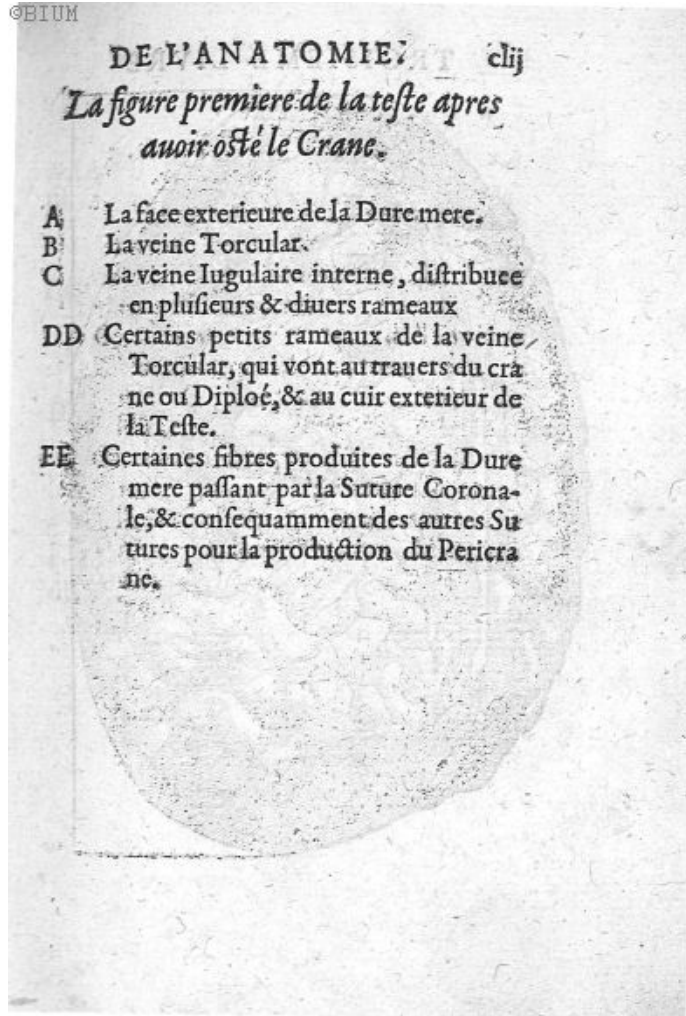 ©BIUM
DE L'ANATOMIE. clij
La figure premiere de la teſte apres
auoir oſté le Crane.
A La face exterieure de la Dure mere.
B La veine Torcular.
C La veine Iugulaire interne, diſtribuee
en pluſieurs & diuers rameaux
DD Certains petits rameaux de la veine
Torcular, qui vont au trauers du cra
ne ou Diploé, & au cuir exterieur de
la Teſte.
EE Certaines fibres produites de la Dure
mere paſſant par la Suture Corona-
le, & conſequamment des autres Su
tures pour la production du Pericra
ne.